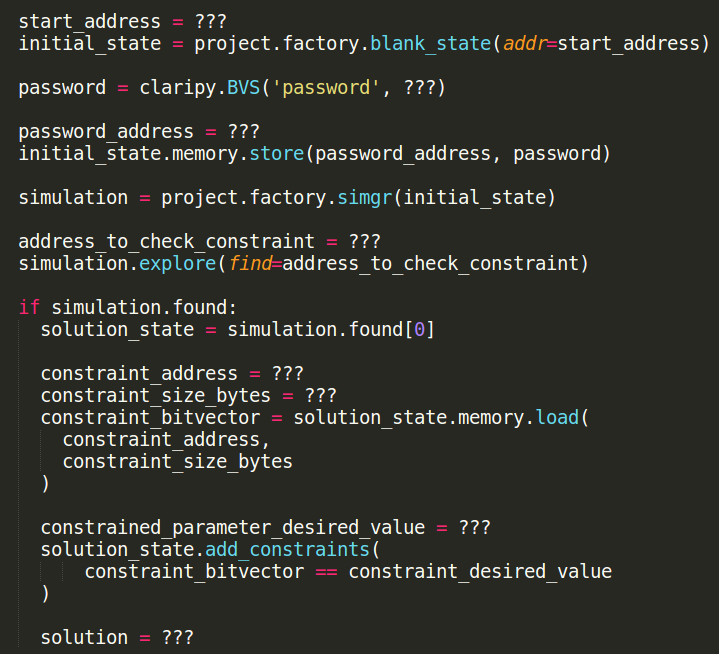 start_address = ???
initial_state = project.factory.blank_state(addr=start_address)
password = claripy.BVS('password', ???)
password_address = ???
initial_state.memory.store(password_address, password)
simulation = project.factory.simgr(initial_state)
address_to_check_constraint = ???
simulation.explore(find=address_to_check_constraint)
if simulation.found:
solution_state = simulation.found[0]
constraint_address = ???
constraint_size_bytes = ???
constraint_bitvector = solution_state.memory.load(
constraint_address,
constraint_size_bytes
)
constrained_parameter_desired_value = ???
solution_state.add_constraints(
constraint_bitvector == constraint_desired_value
)
solution = ???